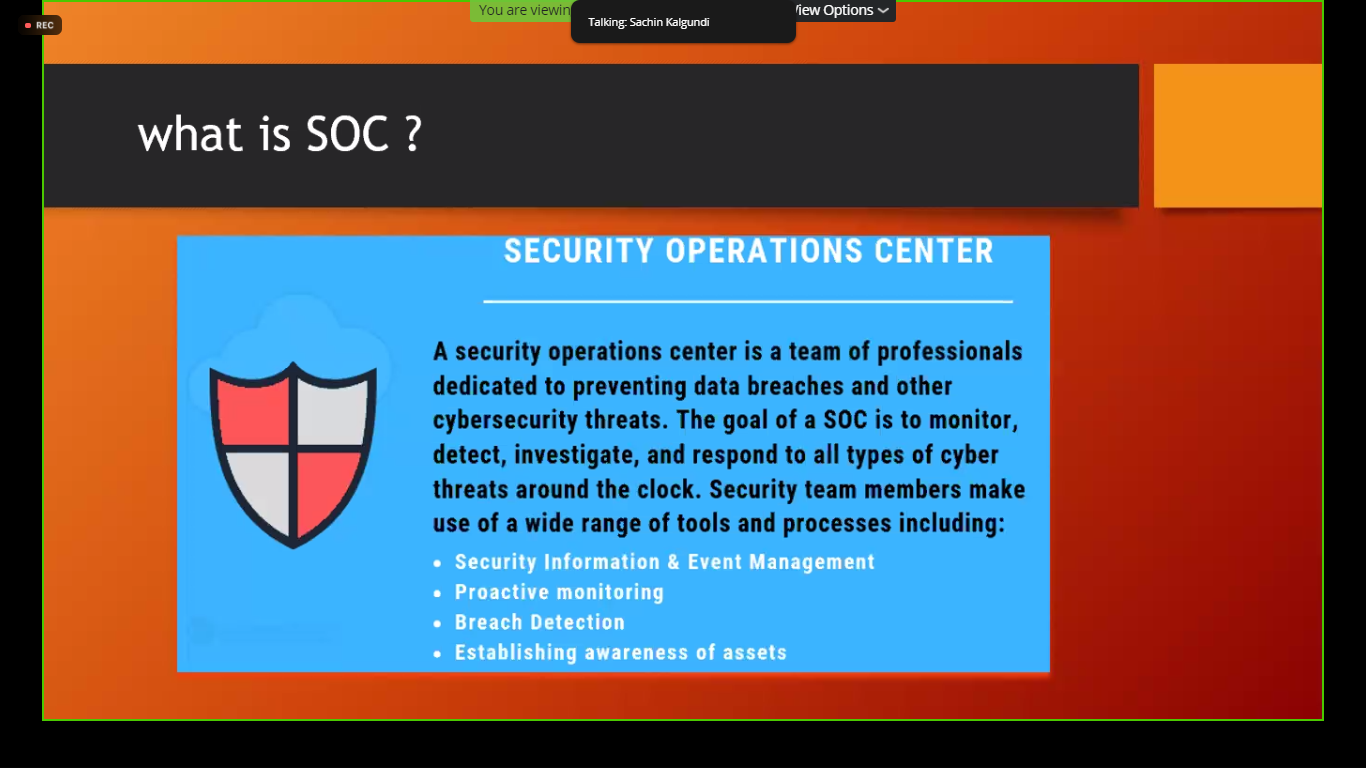 REC
You are viewing
Talking: Sachin Kalgundi
View Options
what is SOC ?
SECURITY OPERATIONS CENTER
A security operations center is a team of professionals
dedicated to preventing data breaches and other
cybersecurity threats. The goal of a SOC is to monitor,
detect, investigate, and respond to all types of cyber
threats around the clock. Security team members make
use of a wide range of tools and processes including:
• Security Information & Event Management
• Proactive monitoring
• Breach Detection
• Establishing awareness of assets